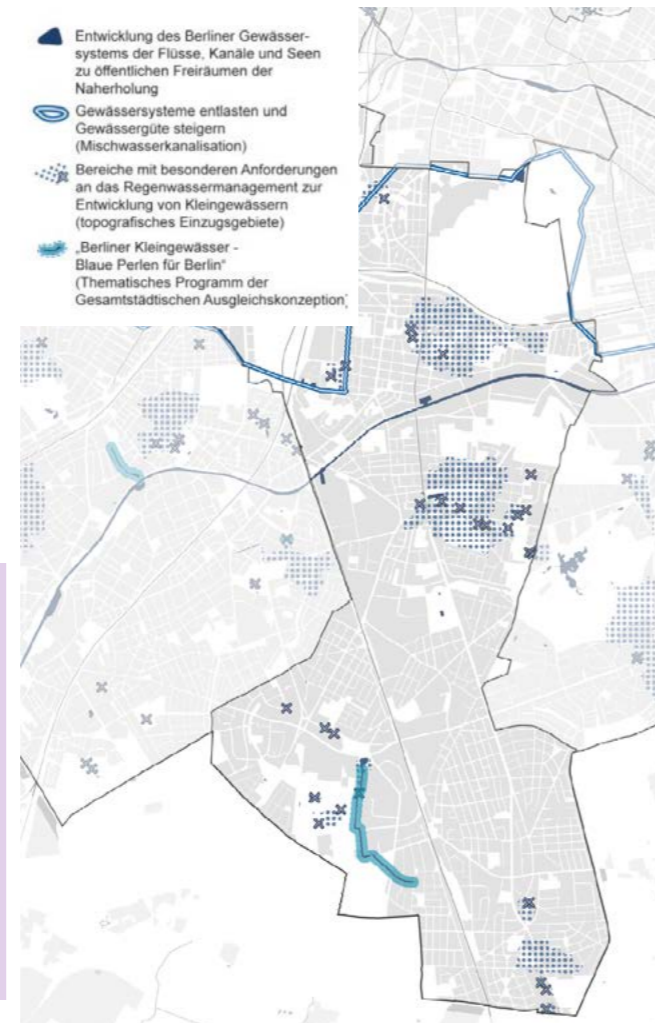 Entwicklung des Berliner Gewässer-
systems der Flüsse, Kanäle und Seen
zu öffentlichen Freiräumen der
Naherholung
Gewässersysteme entlasten und
Gewässergüte steigern
(Mischwasserkanalisation)
Bereiche mit besonderen Anforderungen
an das Regenwassermanagement zur
Entwicklung von Kleingewässern
(topografisches Einzugsgebiete)
„Berliner Kleingewässer -
Blaue Perlen für Berlin“
(Thematisches Programm der
Gesamtstädtischen Ausgleichskonzeption)